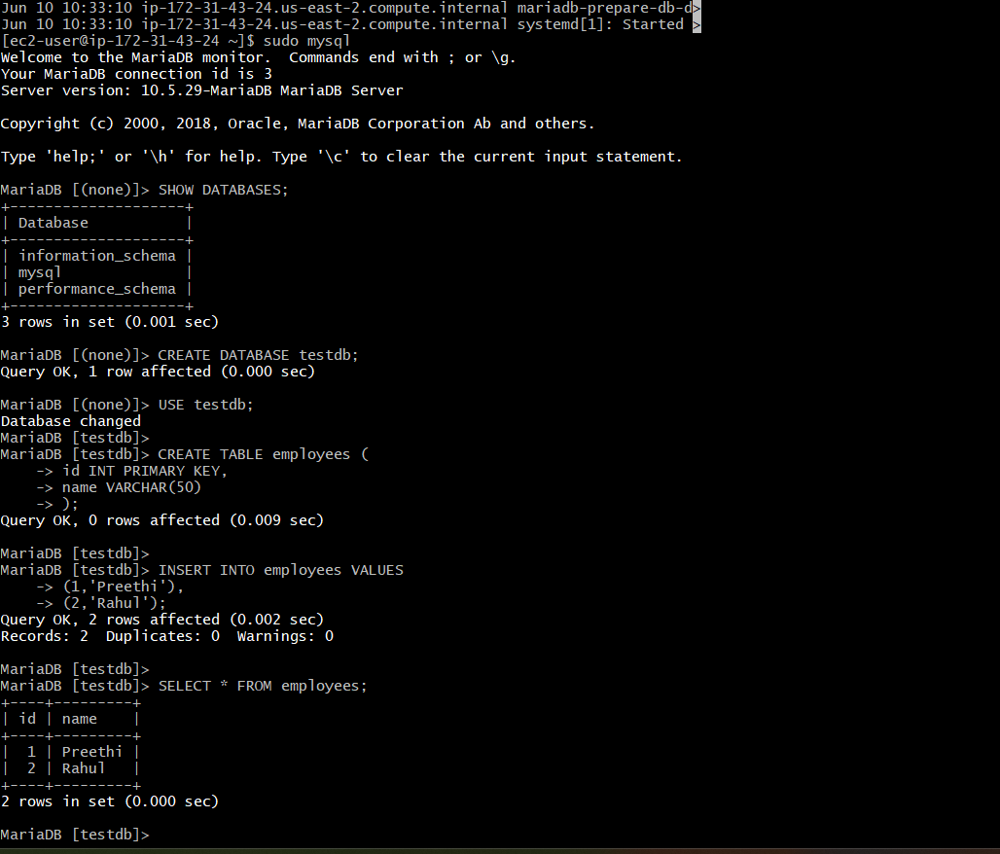 Jun 10 10:33:10 ip-172-31-43-24.us-east-2.compute.internal mariadb-prepare-db-d>
Jun 10 10:33:10 ip-172-31-43-24.us-east-2.compute.internal systemd[1]: Started >
[ec2-user@ip-172-31-43-24 ~]$ sudo mysql
Welcome to the MariaDB monitor.  Commands end with ; or \g.
Your MariaDB connection id is 3
Server version: 10.5.29-MariaDB MariaDB Server

Copyright (c) 2000, 2018, Oracle, MariaDB Corporation Ab and others.

Type 'help;' or '\h' for help. Type '\c' to clear the current input statement.

MariaDB [(none)]> SHOW DATABASES;
+--------------------+
| Database           |
+--------------------+
| information_schema |
| mysql              |
| performance_schema |
+--------------------+
3 rows in set (0.001 sec)

MariaDB [(none)]> CREATE DATABASE testdb;
Query OK, 1 row affected (0.000 sec)

MariaDB [(none)]> USE testdb;
Database changed
MariaDB [testdb]>
MariaDB [testdb]> CREATE TABLE employees (
    -> id INT PRIMARY KEY,
    -> name VARCHAR(50)
    -> );
Query OK, 0 rows affected (0.009 sec)

MariaDB [testdb]>
MariaDB [testdb]> INSERT INTO employees VALUES
    -> (1,'Preethi'),
    -> (2,'Rahul');
Query OK, 2 rows affected (0.002 sec)
Records: 2  Duplicates: 0  Warnings: 0

MariaDB [testdb]>
MariaDB [testdb]> SELECT * FROM employees;
+----+---------+
| id | name    |
+----+---------+
|  1 | Preethi |
|  2 | Rahul   |
+----+---------+
2 rows in set (0.000 sec)

MariaDB [testdb]>